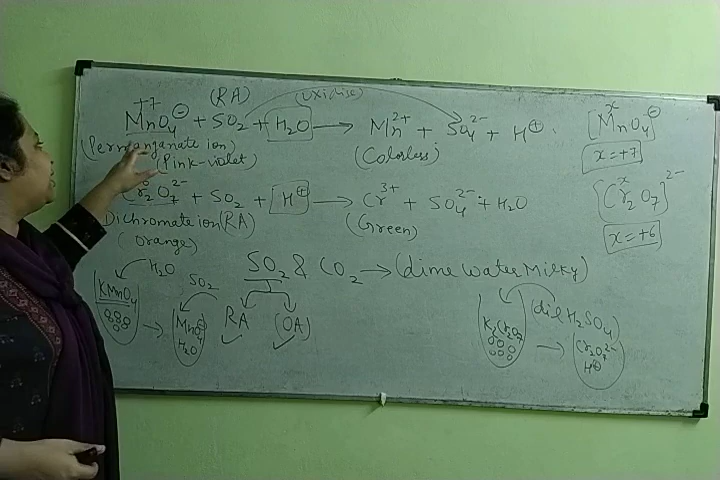 +7 (RA) (Oxidise) x
MnO4⊖ + SO2 + H2O → Mn2+ + SO4 2- + H⊕. [MnO4]⊖
(Permanganate ion) (Colorless) x=+7
(Pink-violet)
Cr2O7 2- + SO2 + H⊕ → Cr3+ + SO4 2- + H2O [Cr2O7]2-
x
Dichromate ion (RA) (Green) x=+6
(Orange)
H2O SO2 & CO2 → (dime water Milky)
SO2
KMnO4 → MnO4⊖ H2O
RA (OA)
(dil H2SO4)
K2Cr2O7 → Cr2O7 2- H⊕